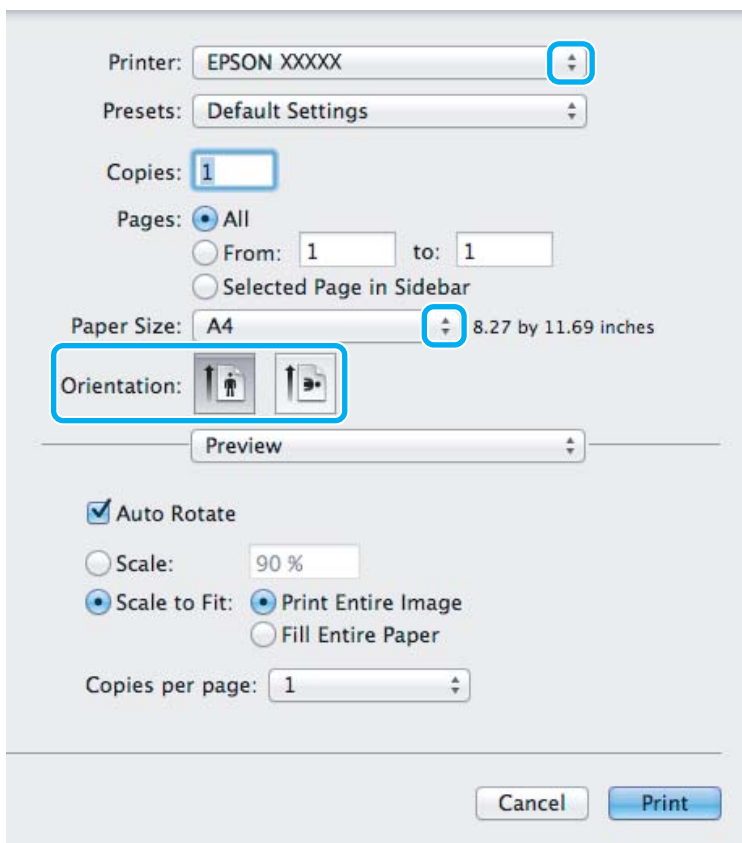 Printer: EPSON XXXXX
Presets: Default Settings
Copies: 1
Pages: All
From: 1 to: 1
Selected Page in Sidebar
Paper Size: A4 8.27 by 11.69 inches
Orientation:
Preview
Auto Rotate
Scale: 90 %
Scale to Fit: Print Entire Image
Fill Entire Paper
Copies per page: 1
Cancel Print